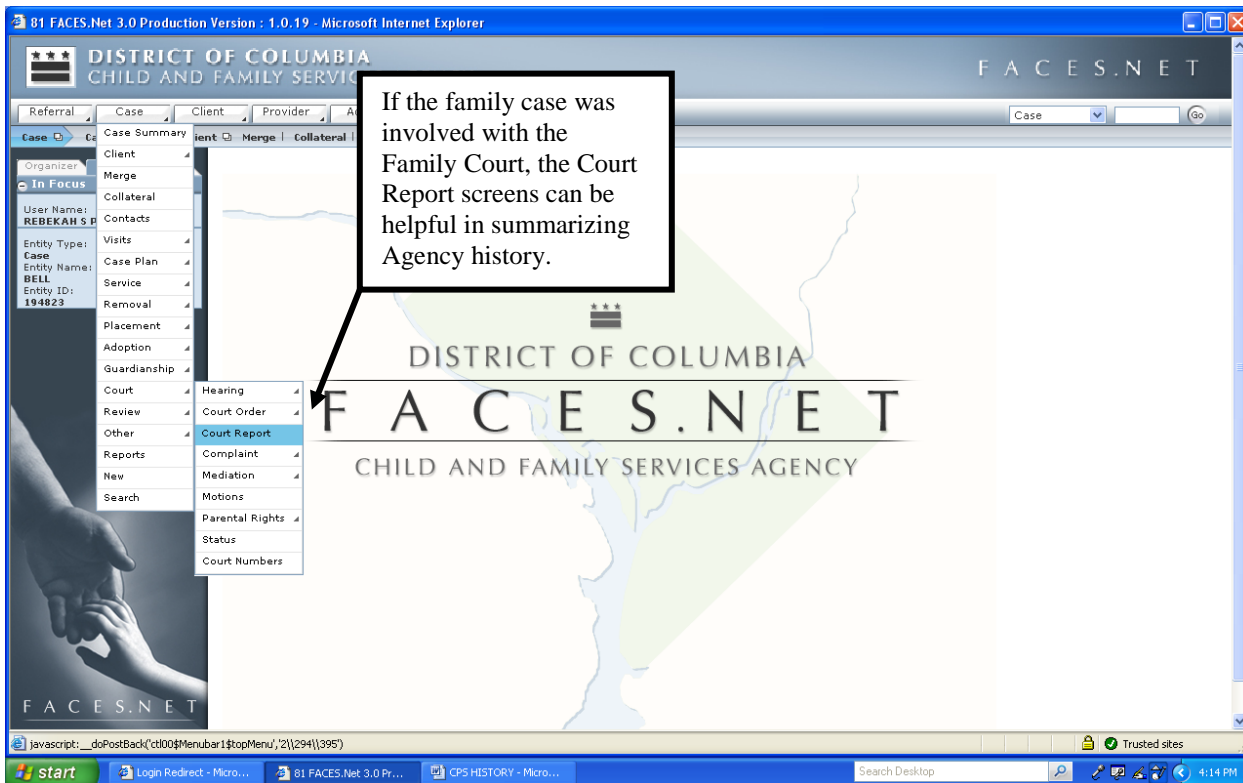 81 FACES.Net 3.0 Production Version : 1.0.19 - Microsoft Internet Explorer
DISTRICT OF COLUMBIA
CHILD AND FAMILY SERVIC
F A C E S . N E T
If the family case was
involved with the
Family Court, the Court
Report screens can be
helpful in summarizing
Agency history.
Referral Case Client Provider
Case Go
Case ient Merge Collateral
Organizer
In Focus
User Name:
REBEKAH S P
Entity Type:
Case
Entity Name:
BELL
Entity ID:
194823
Case Summary
Client
Merge
Collateral
Contacts
Visits
Case Plan
Service
Removal
Placement
Adoption
Guardianship
Court
Review
Other
Reports
New
Search
Hearing
Court Order
Court Report
Complaint
Mediation
Motions
Parental Rights
Status
Court Numbers
DISTRICT OF COLUMBIA
F A C E S . N E T
CHILD AND FAMILY SERVICES AGENCY
F A C E S . N E T
javascript:__doPostBack('ctl00$Menubar1$topMenu','2\\294\\395')
Trusted sites
start Login Redirect - Micro... 81 FACES.Net 3.0 Pr... CPS HISTORY - Micro... Search Desktop 4:14 PM